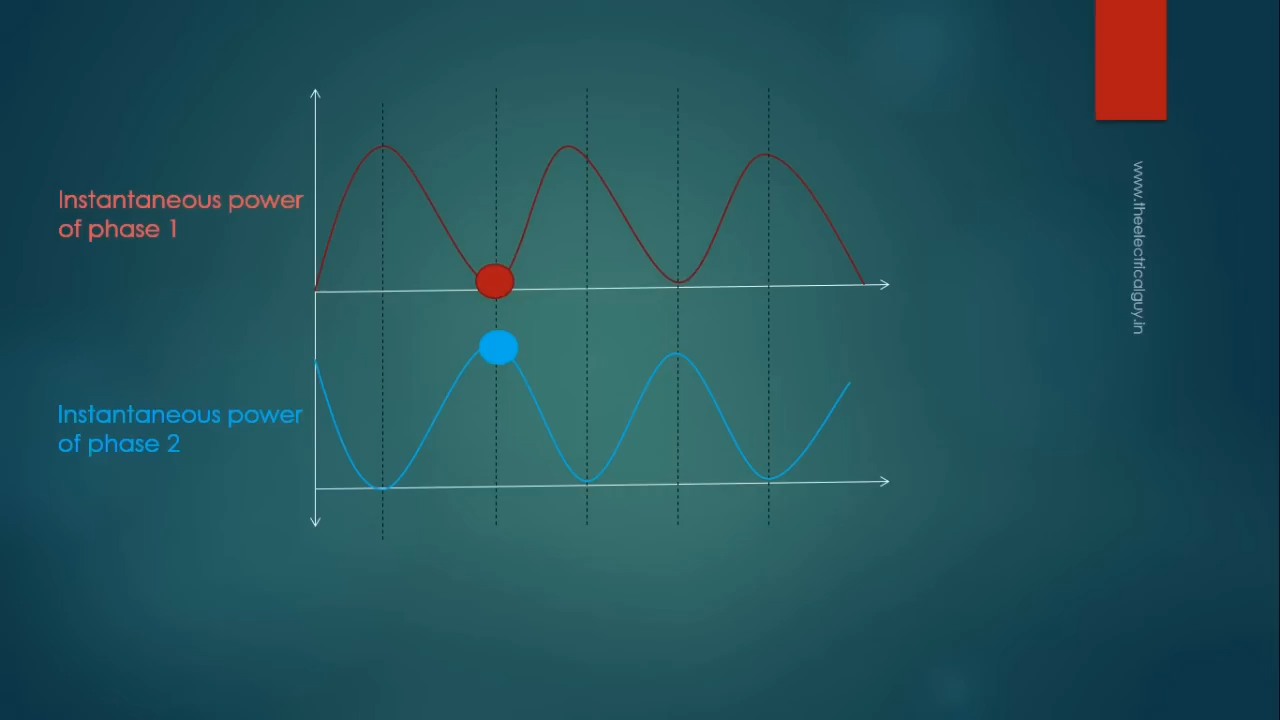 Instantaneous power
of phase 1
Instantaneous power
of phase 2
www.theelectricalguy.in